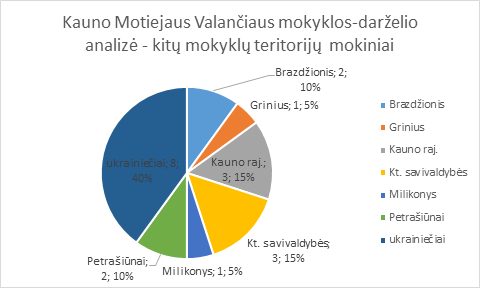 Kauno Motiejaus Valančiaus mokyklos-darželio
analizė - kitų mokyklų teritorijų mokiniai
Brazdžionis; 2;
10%
Grinius; 1; 5%
Kauno raj.;
3; 15%
Kt. savivaldybės;
3; 15%
Milikonys; 1; 5%
Petrašiūnai;
2; 10%
ukrainiečiai; 8;
40%
Brazdžionis
Grinius
Kauno raj.
Kt. savivaldybės
Milikonys
Petrašiūnai
ukrainiečiai